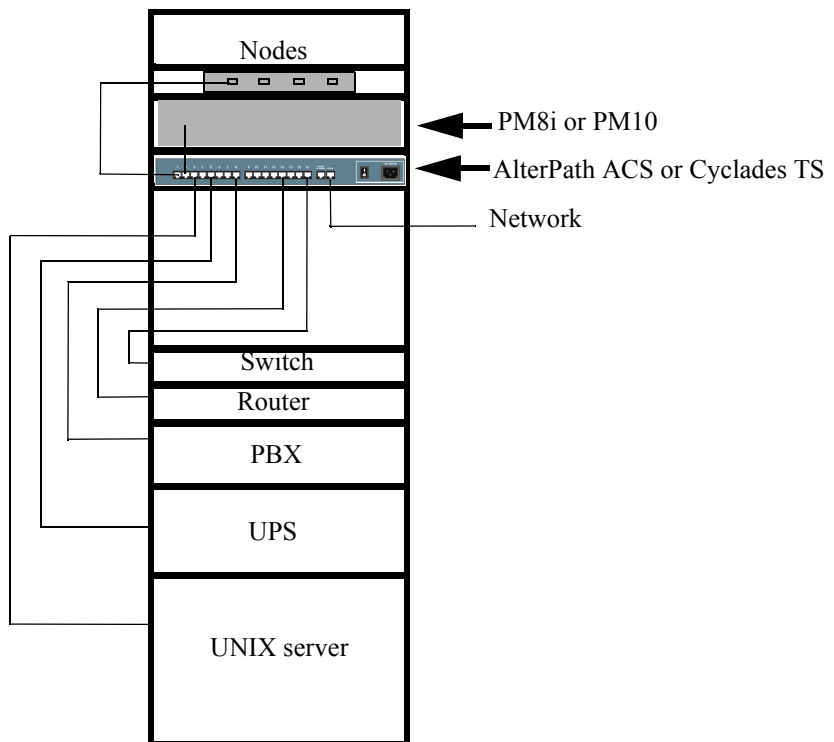 Nodes
PM8i or PM10
AlterPath ACS or Cyclades TS
Network
Switch
Router
PBX
UPS
UNIX server